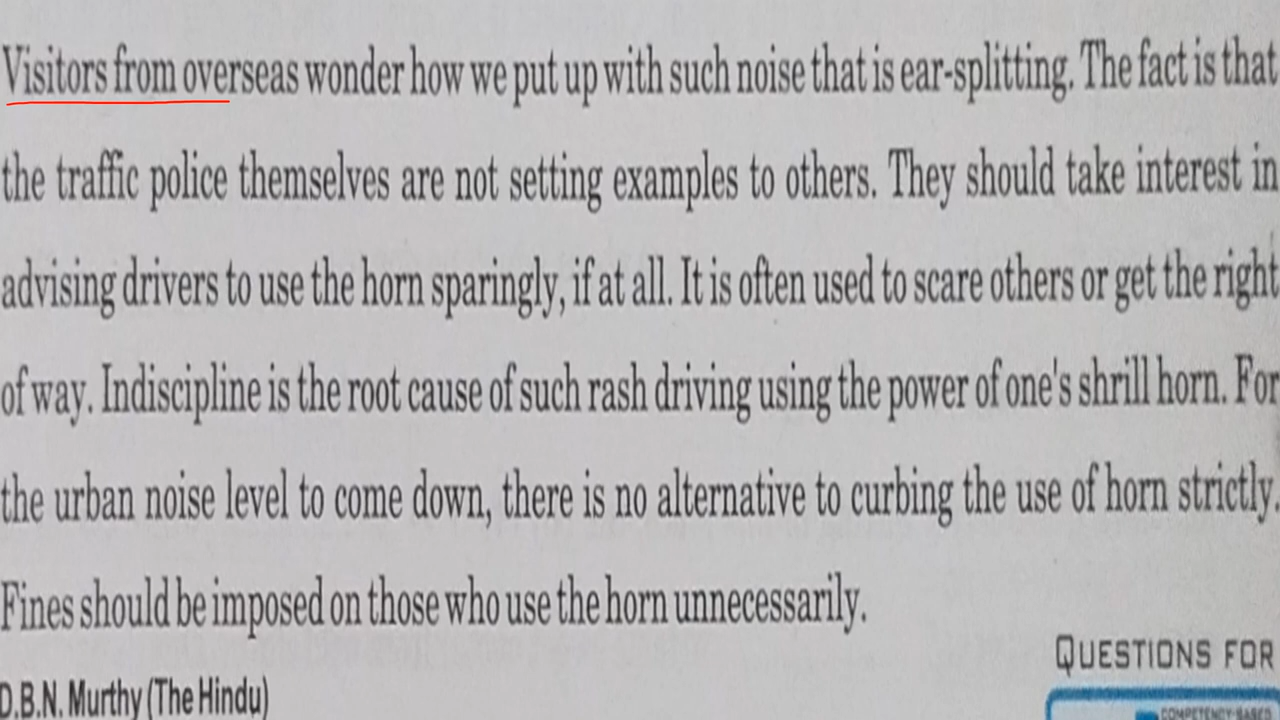 Visitors from overseas wonder how we put up with such noise that is ear-splitting. The fact is that
the traffic police themselves are not setting examples to others. They should take interest in
advising drivers to use the horn sparingly, if at all. It is often used to scare others or get the right
of way. Indiscipline is the root cause of such rash driving using the power of one's shrill horn. For
the urban noise level to come down, there is no alternative to curbing the use of horn strictly.
Fines should be imposed on those who use the horn unnecessarily.
QUESTIONS FOR
D.B.N. Murthy (The Hindu)
COMPETENCY-BASED